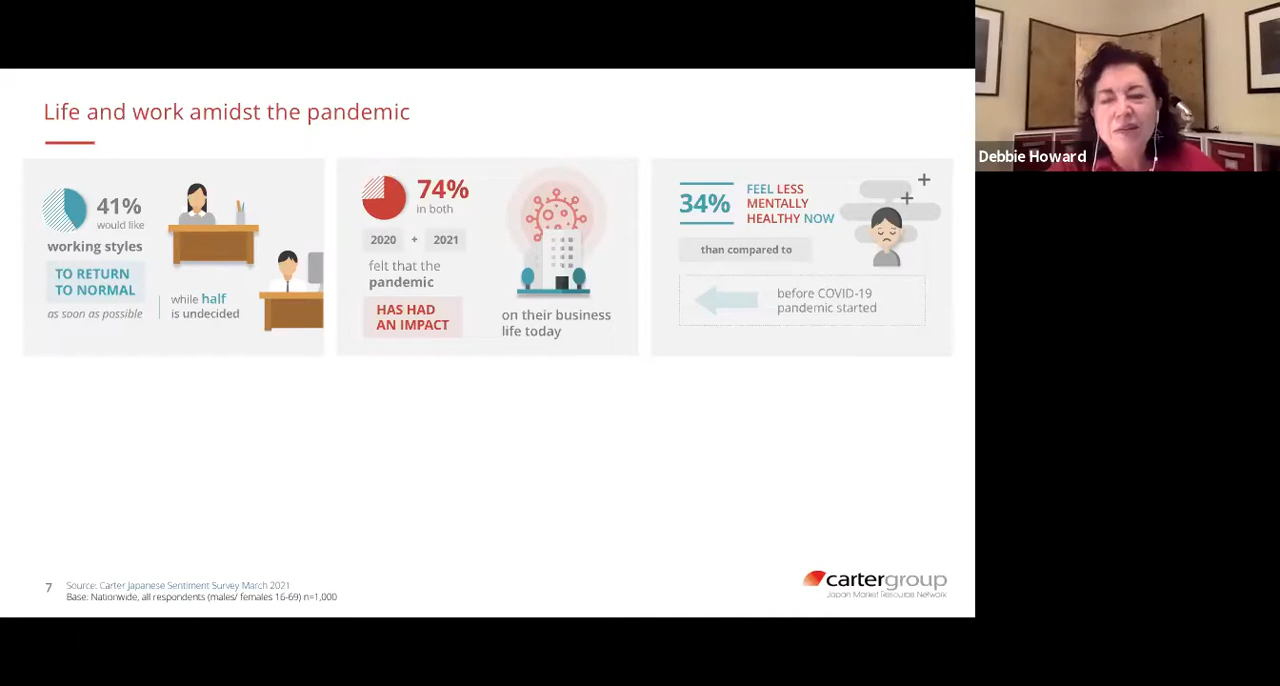 Life and work amidst the pandemic
41%
would like
working styles
TO RETURN
TO NORMAL
as soon as possible
while half
is undecided
74%
in both
2020 + 2021
felt that the
pandemic
HAS HAD
AN IMPACT
on their business
life today
34%
FEEL LESS
MENTALLY
HEALTHY NOW
than compared to
before COVID-19
pandemic started
7
Source: Carter Japanese Sentiment Survey March 2021
Base: Nationwide, all respondents (males/ females 16-69) n=1,000
cartergroup
Japan Market Resource Network
Debbie Howard